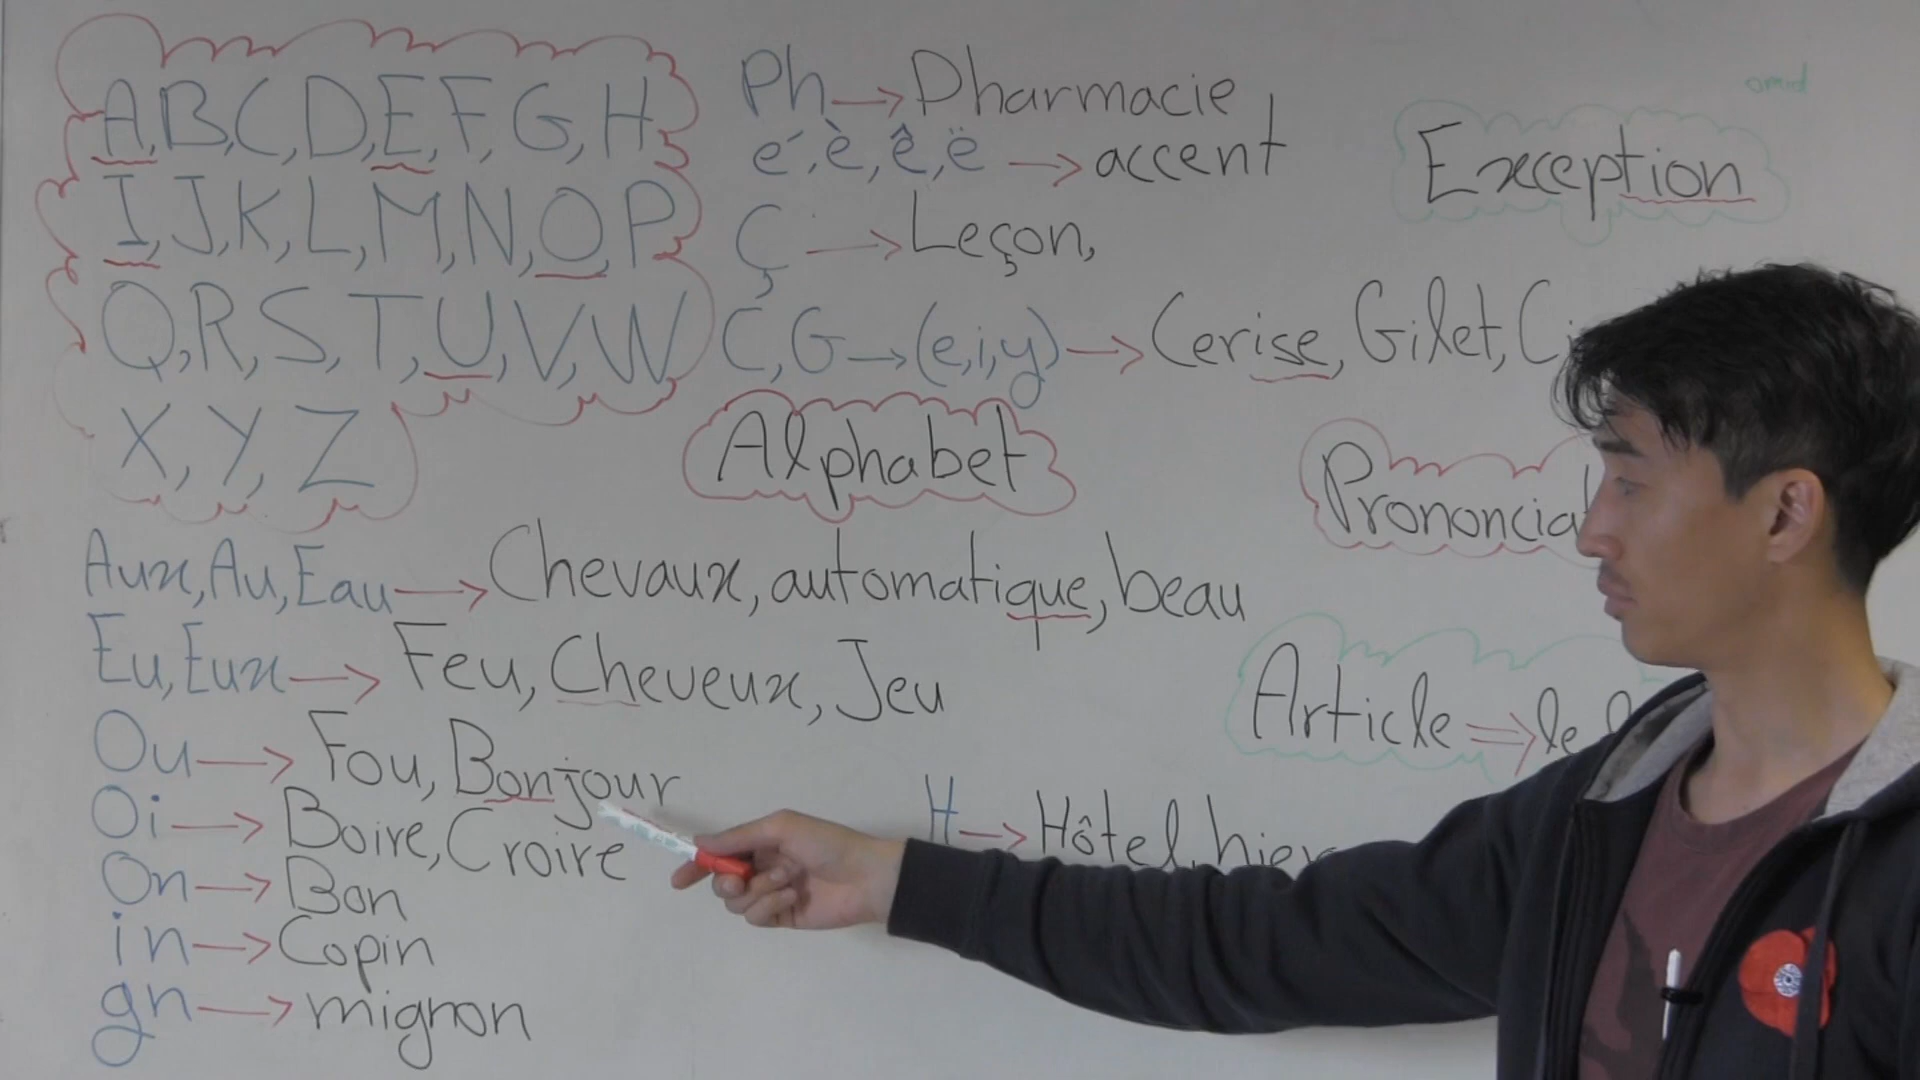 A, B, C, D, E, F, G, H
I, J, K, L, M, N, O, P
Q, R, S, T, U, V, W
X, Y, Z
Ph → Pharmacie
é, è, ê, ë → accent
Ç → Leçon,
C, G → (e,i,y) → Cerise, Gilet,
Alphabet
omid
Exception
Aux, Au, Eau → Chevaux, automatique, beau
Eu, Eux → Feu, Cheveux, Jeu
Ou → Fou, Bonjour
Oi → Boire, Croire
On → Bon
in → Copin
gn → mignon
Article ⇒ le
H → Hôtel, hier